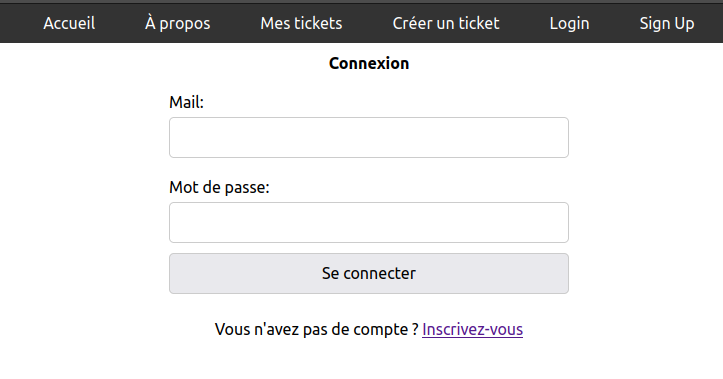 Accueil À propos Mes tickets Créer un ticket Login Sign Up
Connexion
Mail:
Mot de passe:
Se connecter
Vous n'avez pas de compte ? Inscrivez-vous